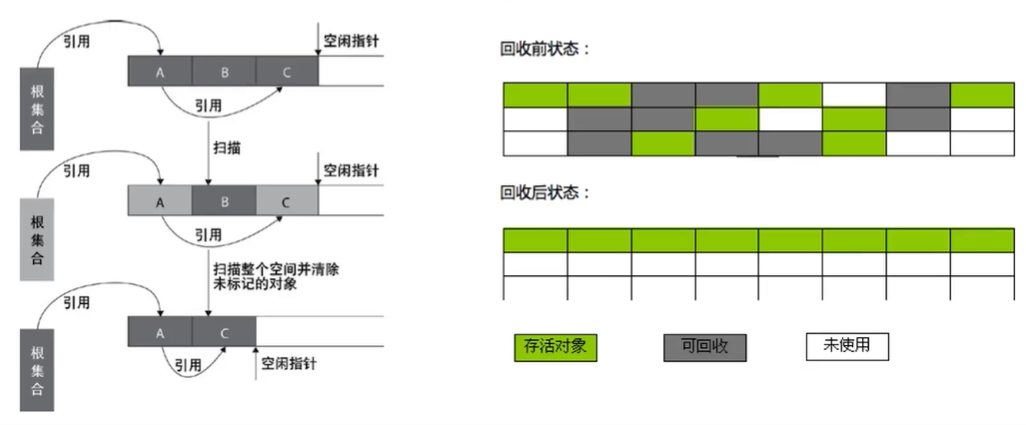 引用
空闲指针
A
B
C
根集合
引用
扫描
引用
空闲指针
A
B
C
根集合
引用
扫描整个空间并清除
未标记的对象
引用
A
C
根集合
引用
空闲指针
回收前状态：
回收后状态：
存活对象
可回收
未使用